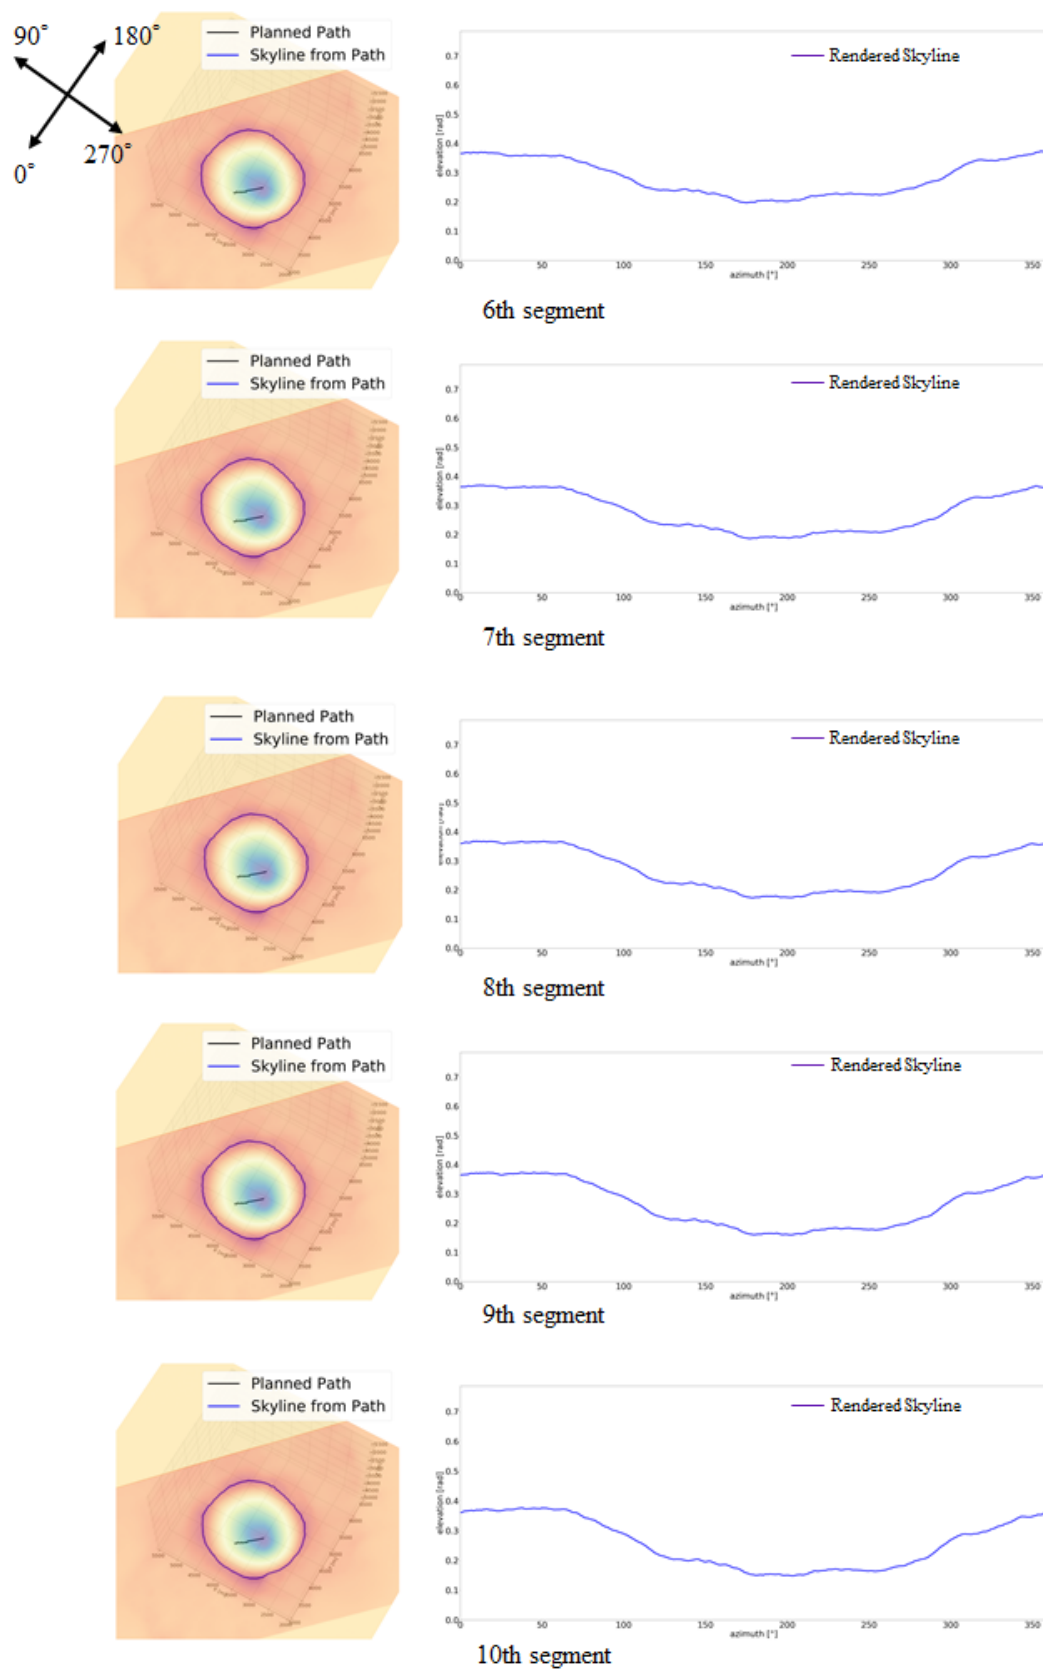 90°
180°
0°
270°
Planned Path
Skyline from Path
Rendered Skyline
elevation [rad]
0.7
0.6
0.5
0.4
0.3
0.2
0.1
0.0
0 50 100 150 200 250 300 350
azimuth [°]
6th segment
Planned Path
Skyline from Path
Rendered Skyline
elevation [rad]
0.7
0.6
0.5
0.4
0.3
0.2
0.1
0.0
0 50 100 150 200 250 300 350
azimuth [°]
7th segment
Planned Path
Skyline from Path
Rendered Skyline
0.7
0.6
0.5
0.4
0.3
0.2
0.1
0.0
0 50 100 150 200 250 300 350
azimuth [°]
8th segment
Planned Path
Skyline from Path
Rendered Skyline
elevation [rad]
0.7
0.6
0.5
0.4
0.3
0.2
0.1
0.0
0 50 100 150 200 250 300 350
azimuth [°]
9th segment
Planned Path
Skyline from Path
Rendered Skyline
elevation [rad]
0.7
0.6
0.5
0.4
0.3
0.2
0.1
0.0
0 50 100 150 200 250 300 350
azimuth [°]
10th segment